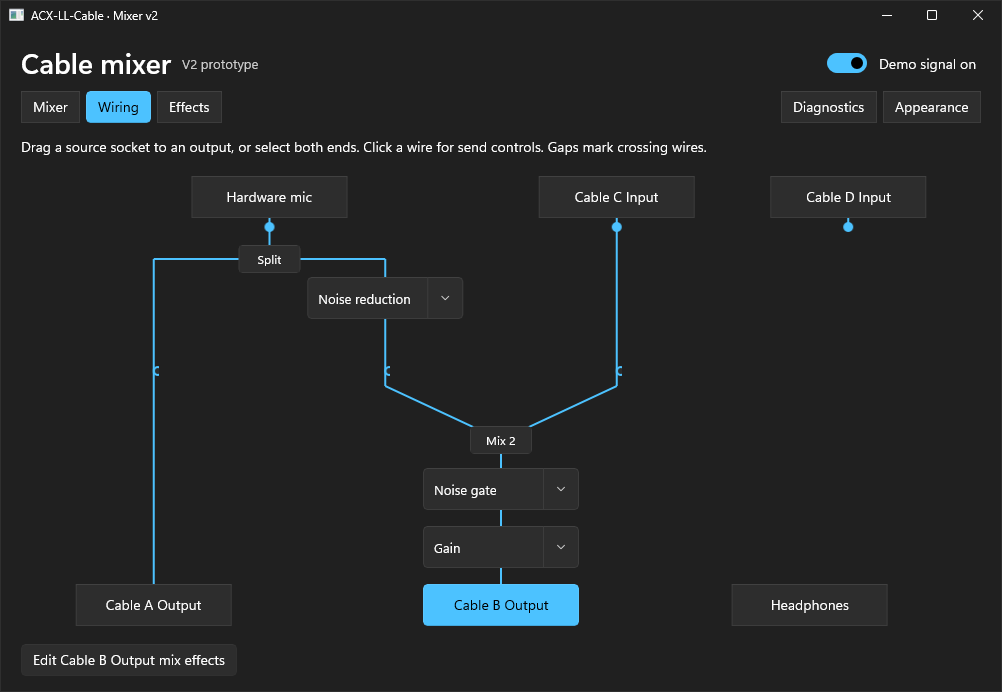 ACX-LL-Cable · Mixer v2
Cable mixer V2 prototype
Demo signal on
Mixer Wiring Effects
Diagnostics Appearance
Drag a source socket to an output, or select both ends. Click a wire for send controls. Gaps mark crossing wires.
Hardware mic
Cable C Input
Cable D Input
Split
Noise reduction
Mix 2
Noise gate
Gain
Cable A Output
Cable B Output
Headphones
Edit Cable B Output mix effects